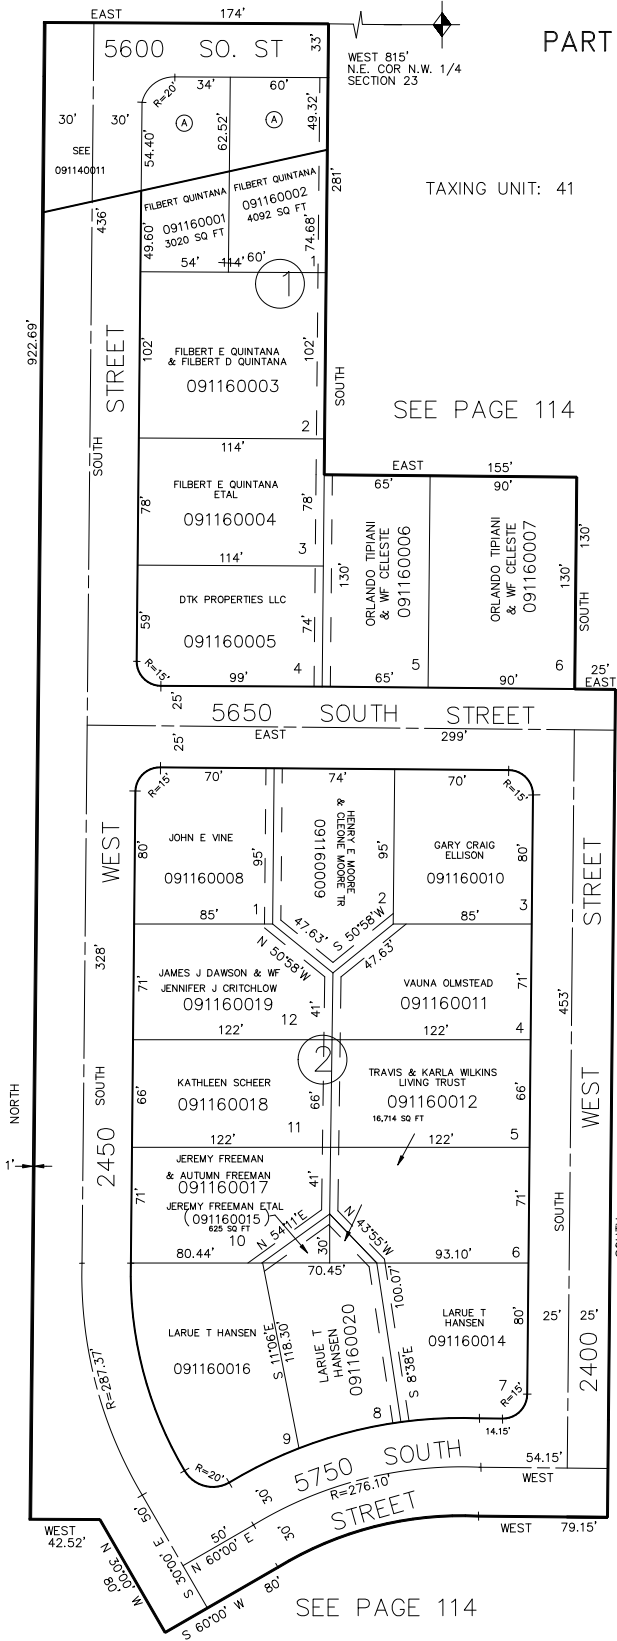 EAST 174'
5600 SO. ST
33'
PART
WEST 815'
N.E. COR N.W. 1/4
SECTION 23
R=20'
34'
60'
30'
30'
A
A
54.40'
62.52'
49.32'
SEE
091140011
281'
TAXING UNIT: 41
436'
FILBERT QUINTANA
091160001
3020 SQ FT
FILBERT QUINTANA
091160002
4092 SQ FT
49.60'
74.68'
54'
114'
60'
1
1
922.69'
STREET
102'
FILBERT E QUINTANA
& FILBERT D QUINTANA
091160003
102'
2
SOUTH
SEE PAGE 114
SOUTH
114'
EAST 155'
65'
90'
78'
FILBERT E QUINTANA
ETAL
091160004
78'
3
114'
130'
ORLANDO TIPIANI
& WF CELESTE
091160006
ORLANDO TIPIANI
& WF CELESTE
091160007
130'
130'
SOUTH
59'
DTK PROPERTIES LLC
091160005
74'
4
5
6
R=15'
99'
65'
90'
25'
EAST
25'
5650 SOUTH STREET
25'
EAST
299'
R=15'
70'
74'
70'
R=15'
WEST
80'
JOHN E VINE
091160008
95'
HENRY E MOORE
& CLEONE MOORE TR
091160009
95'
GARY CRAIG
ELLISON
091160010
80'
STREET
85'
1
2
85'
3
47.63'
S 50°58'W
N 50°58'W
47.63'
328'
71'
JAMES J DAWSON & WF
JENNIFER J CRITCHLOW
091160019
41'
12
122'
VAUNA OLMSTEAD
091160011
71'
122'
4
453'
2
NORTH
SOUTH
66'
KATHLEEN SCHEER
091160018
66'
11
122'
TRAVIS & KARLA WILKINS
LIVING TRUST
091160012
16,714 SQ FT
66'
122'
5
WEST
2450
1'
71'
JEREMY FREEMAN
& AUTUMN FREEMAN
091160017
41'
JEREMY FREEMAN ETAL
(091160015)
625 SQ FT
10
80.44'
N 54°11'E
30'
70.45'
N 43°55'W
71'
93.10'
6
SOUTH
SOUTH
R=287.37'
LARUE T HANSEN
091160016
S 11°06'E
118.30'
LARUE T
HANSEN
091160020
100.07'
S 8°38'E
LARUE T
HANSEN
091160014
80'
25'
25'
2400
9
8
7
R=15'
14.15'
R=20'
5750 SOUTH
STREET
R=276.10'
54.15'
WEST
30'
30'
50'
50'
N 60°00' E
S 30°00' E
WEST
42.52'
N 30°00' W
80'
S 60°00' W
80'
WEST 79.15'
SEE PAGE 114